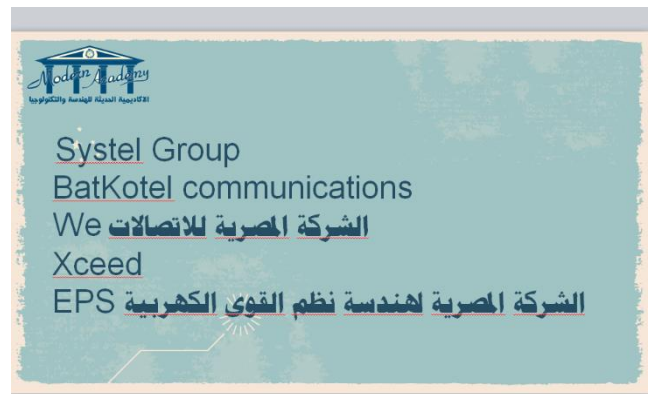 Modern Academy
الاكاديمية الحديثة للهندسة والتكنولوجيا
Systel Group
BatKotel communications
We الشركة المصرية للاتصالات
Xceed
EPS الشركة المصرية لهندسة نظم القوى الكهربية